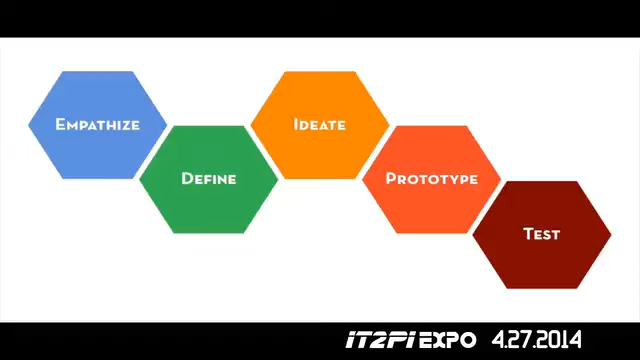 EMPATHIZE
DEFINE
IDEATE
PROTOTYPE
TEST
IT2PI EXPO 4.27.2014